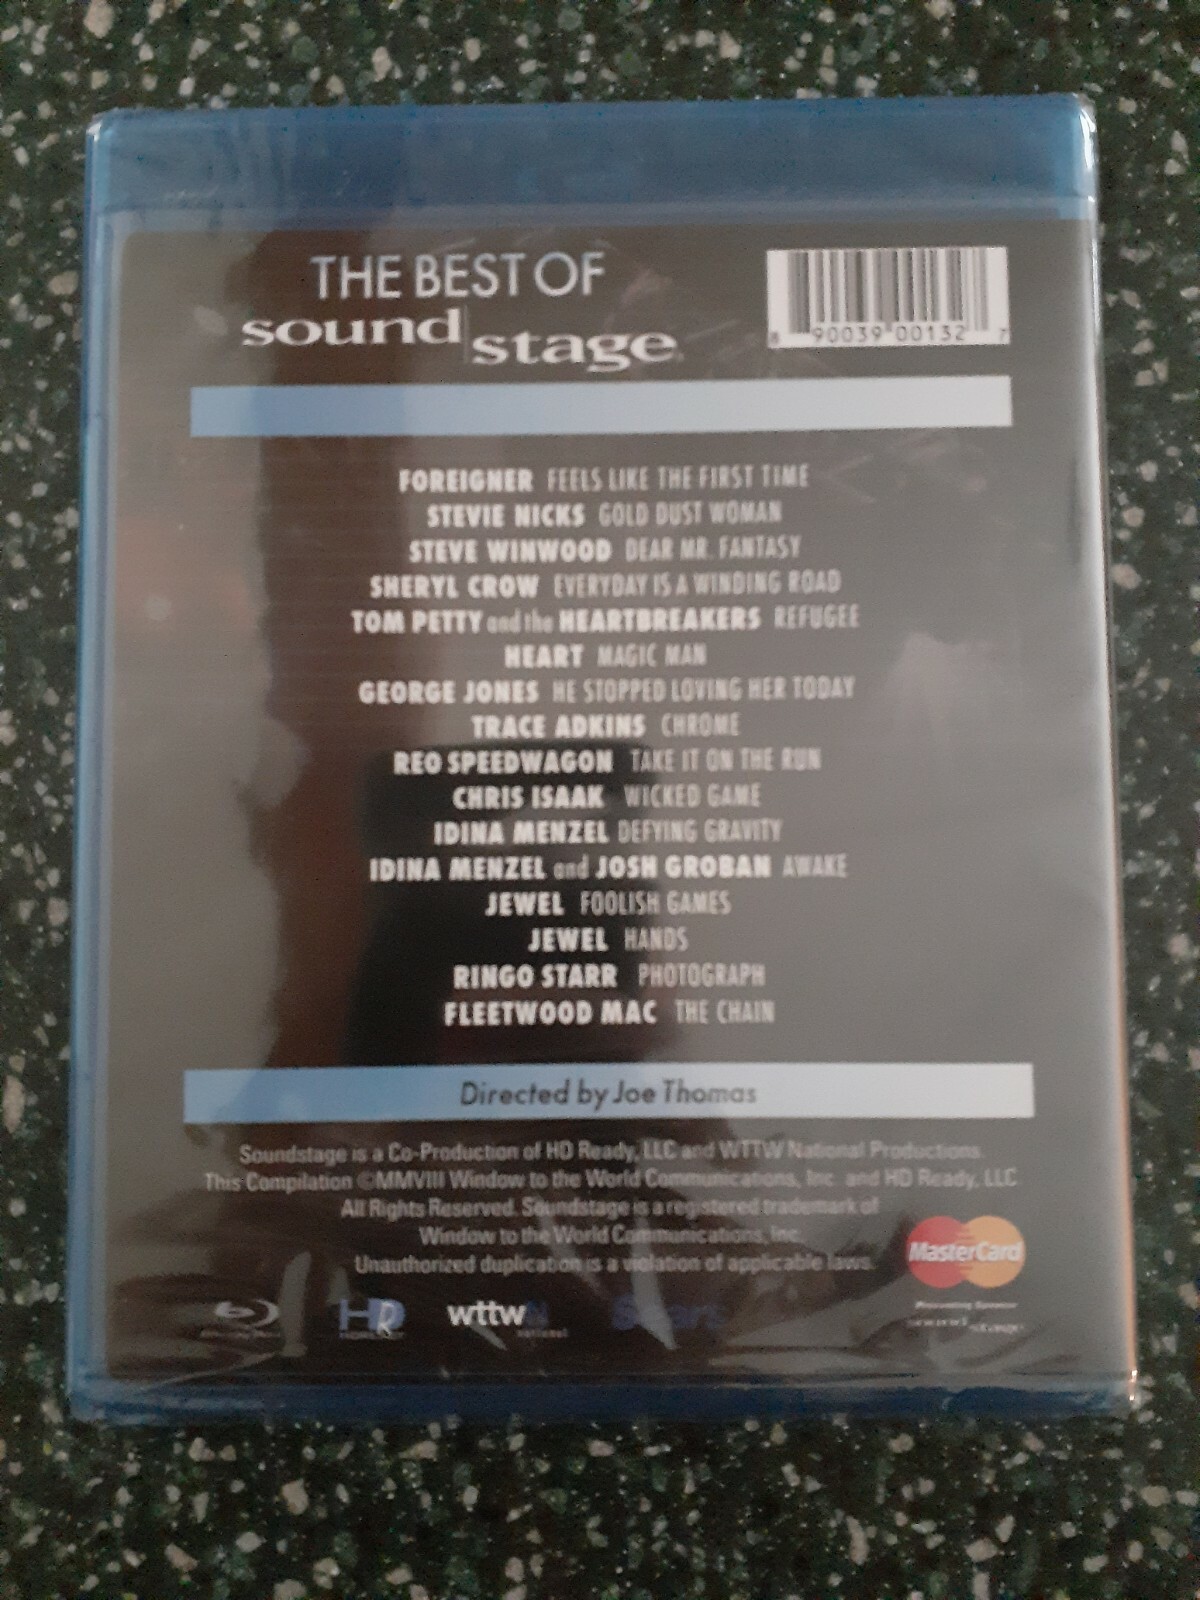 THE BEST OF
sound stage
8 90039 00132 7
FOREIGNER FEELS LIKE THE FIRST TIME
STEVIE NICKS GOLD DUST WOMAN
STEVE WINWOOD DEAR MR. FANTASY
SHERYL CROW EVERYDAY IS A WINDING ROAD
TOM PETTY and the HEARTBREAKERS REFUGEE
HEART MAGIC MAN
GEORGE JONES HE STOPPED LOVING HER TODAY
TRACE ADKINS CHROME
REO SPEEDWAGON TAKE IT ON THE RUN
CHRIS ISAAK WICKED GAME
IDINA MENZEL DEFYING GRAVITY
IDINA MENZEL and JOSH GROBAN AWAKE
JEWEL FOOLISH GAMES
JEWEL HANDS
RINGO STARR PHOTOGRAPH
FLEETWOOD MAC THE CHAIN
Directed by Joe Thomas
Soundstage is a Co-Production of HD Ready, LLC and WTTW National Productions.
This Compilation ©MMVIII Window to the World Communications, Inc. and HD Ready, LLC
All Rights Reserved. Soundstage is a registered trademark of
Window to the World Communications, Inc.
Unauthorized duplication is a violation of applicable laws.
MasterCard
HDR
wttwN
national
Sears